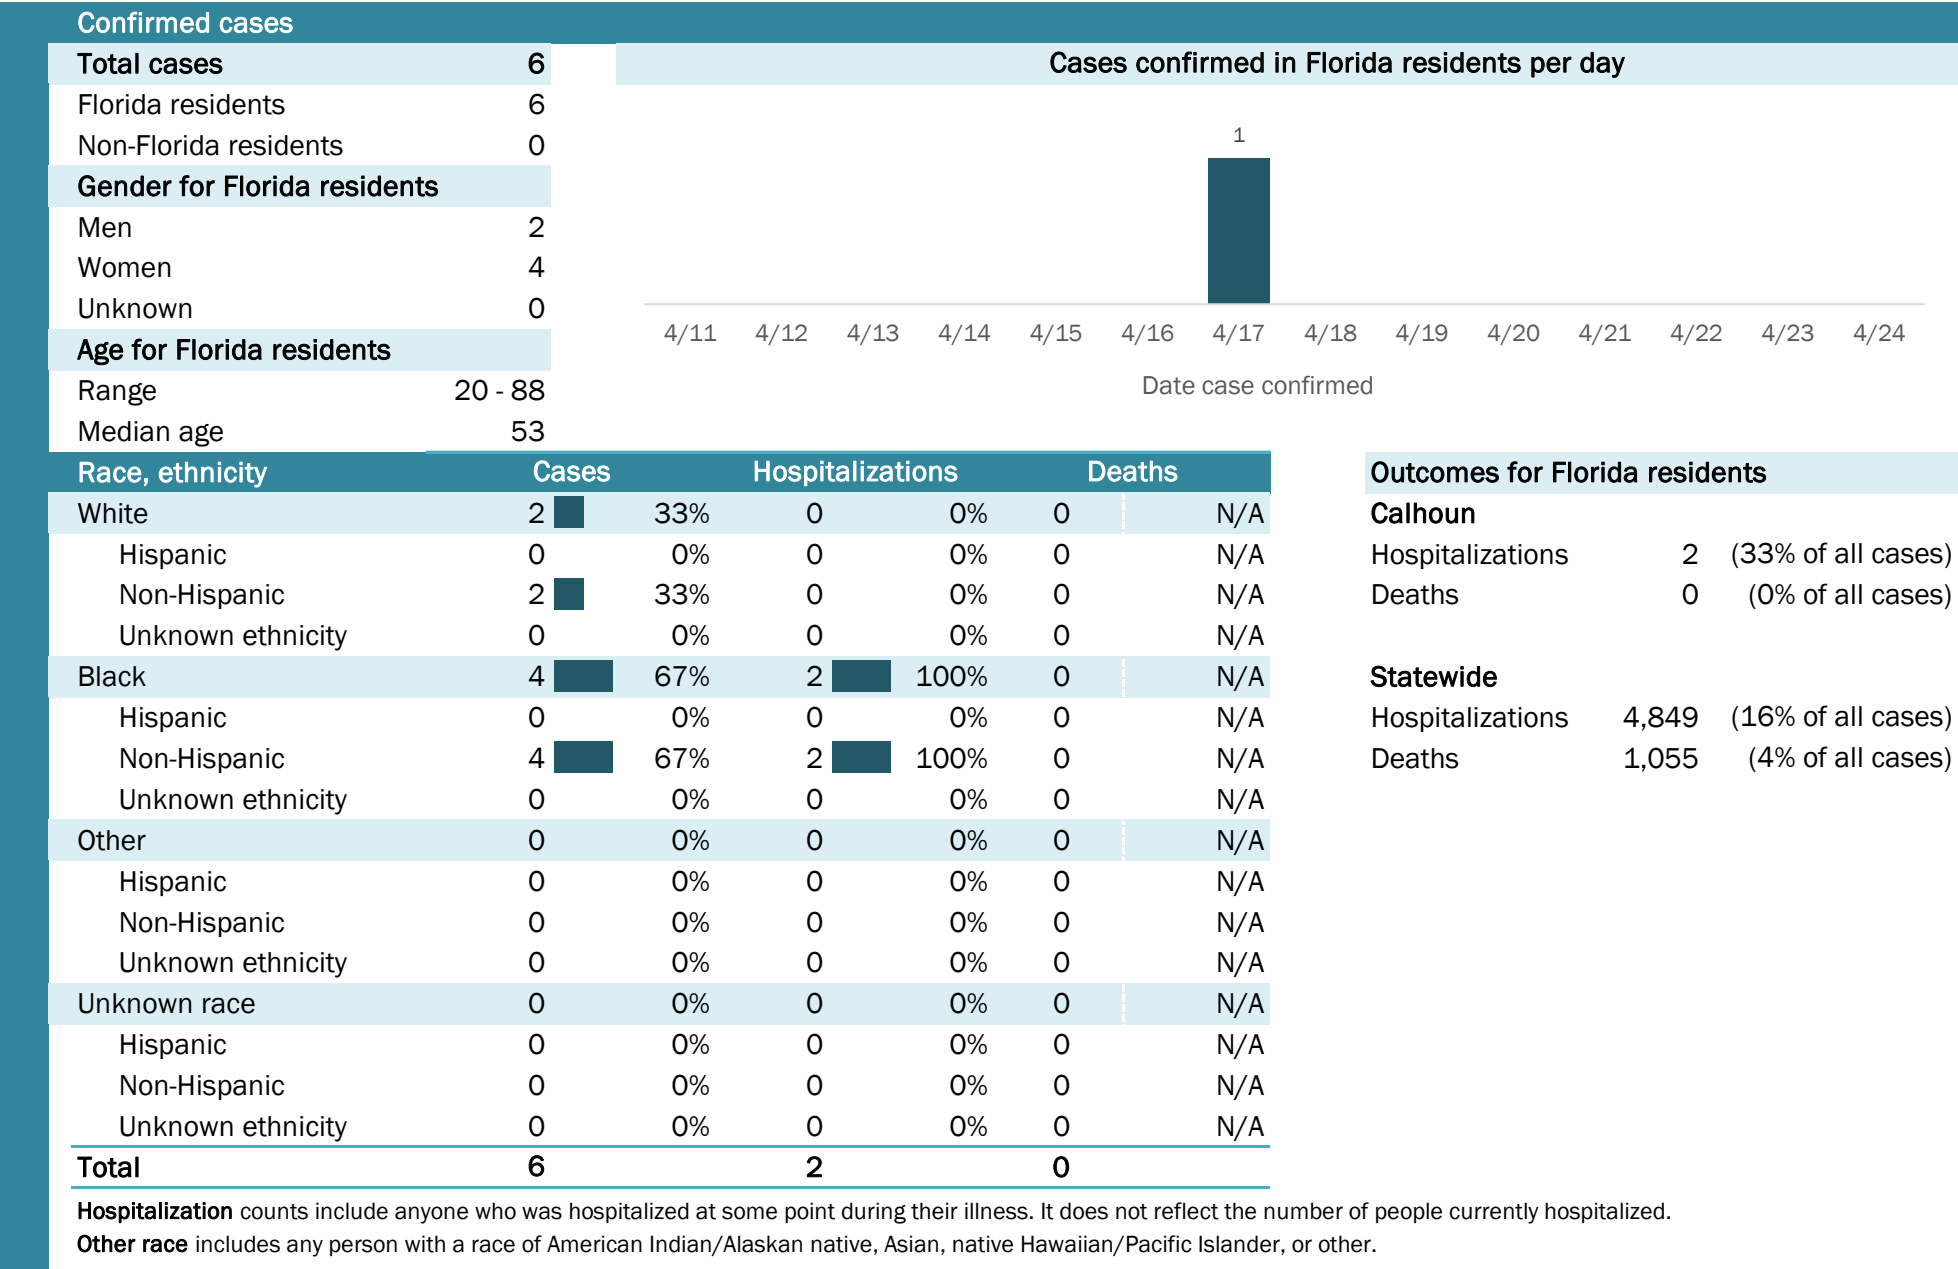 Confirmed cases
Total cases 6
Florida residents 6
Non-Florida residents 0
Gender for Florida residents
Men 2
Women 4
Unknown 0
Age for Florida residents
Range 20 - 88
Median age 53
Cases confirmed in Florida residents per day
1
4/11 4/12 4/13 4/14 4/15 4/16 4/17 4/18 4/19 4/20 4/21 4/22 4/23 4/24
Date case confirmed
Race, ethnicity Cases Hospitalizations Deaths
White 2 33% 0 0% 0 N/A
Hispanic 0 0% 0 0% 0 N/A
Non-Hispanic 2 33% 0 0% 0 N/A
Unknown ethnicity 0 0% 0 0% 0 N/A
Black 4 67% 2 100% 0 N/A
Hispanic 0 0% 0 0% 0 N/A
Non-Hispanic 4 67% 2 100% 0 N/A
Unknown ethnicity 0 0% 0 0% 0 N/A
Other 0 0% 0 0% 0 N/A
Hispanic 0 0% 0 0% 0 N/A
Non-Hispanic 0 0% 0 0% 0 N/A
Unknown ethnicity 0 0% 0 0% 0 N/A
Unknown race 0 0% 0 0% 0 N/A
Hispanic 0 0% 0 0% 0 N/A
Non-Hispanic 0 0% 0 0% 0 N/A
Unknown ethnicity 0 0% 0 0% 0 N/A
Total 6 2 0
Outcomes for Florida residents
Calhoun
Hospitalizations 2 (33% of all cases)
Deaths 0 (0% of all cases)
Statewide
Hospitalizations 4,849 (16% of all cases)
Deaths 1,055 (4% of all cases)
Hospitalization counts include anyone who was hospitalized at some point during their illness. It does not reflect the number of people currently hospitalized.
Other race includes any person with a race of American Indian/Alaskan native, Asian, native Hawaiian/Pacific Islander, or other.